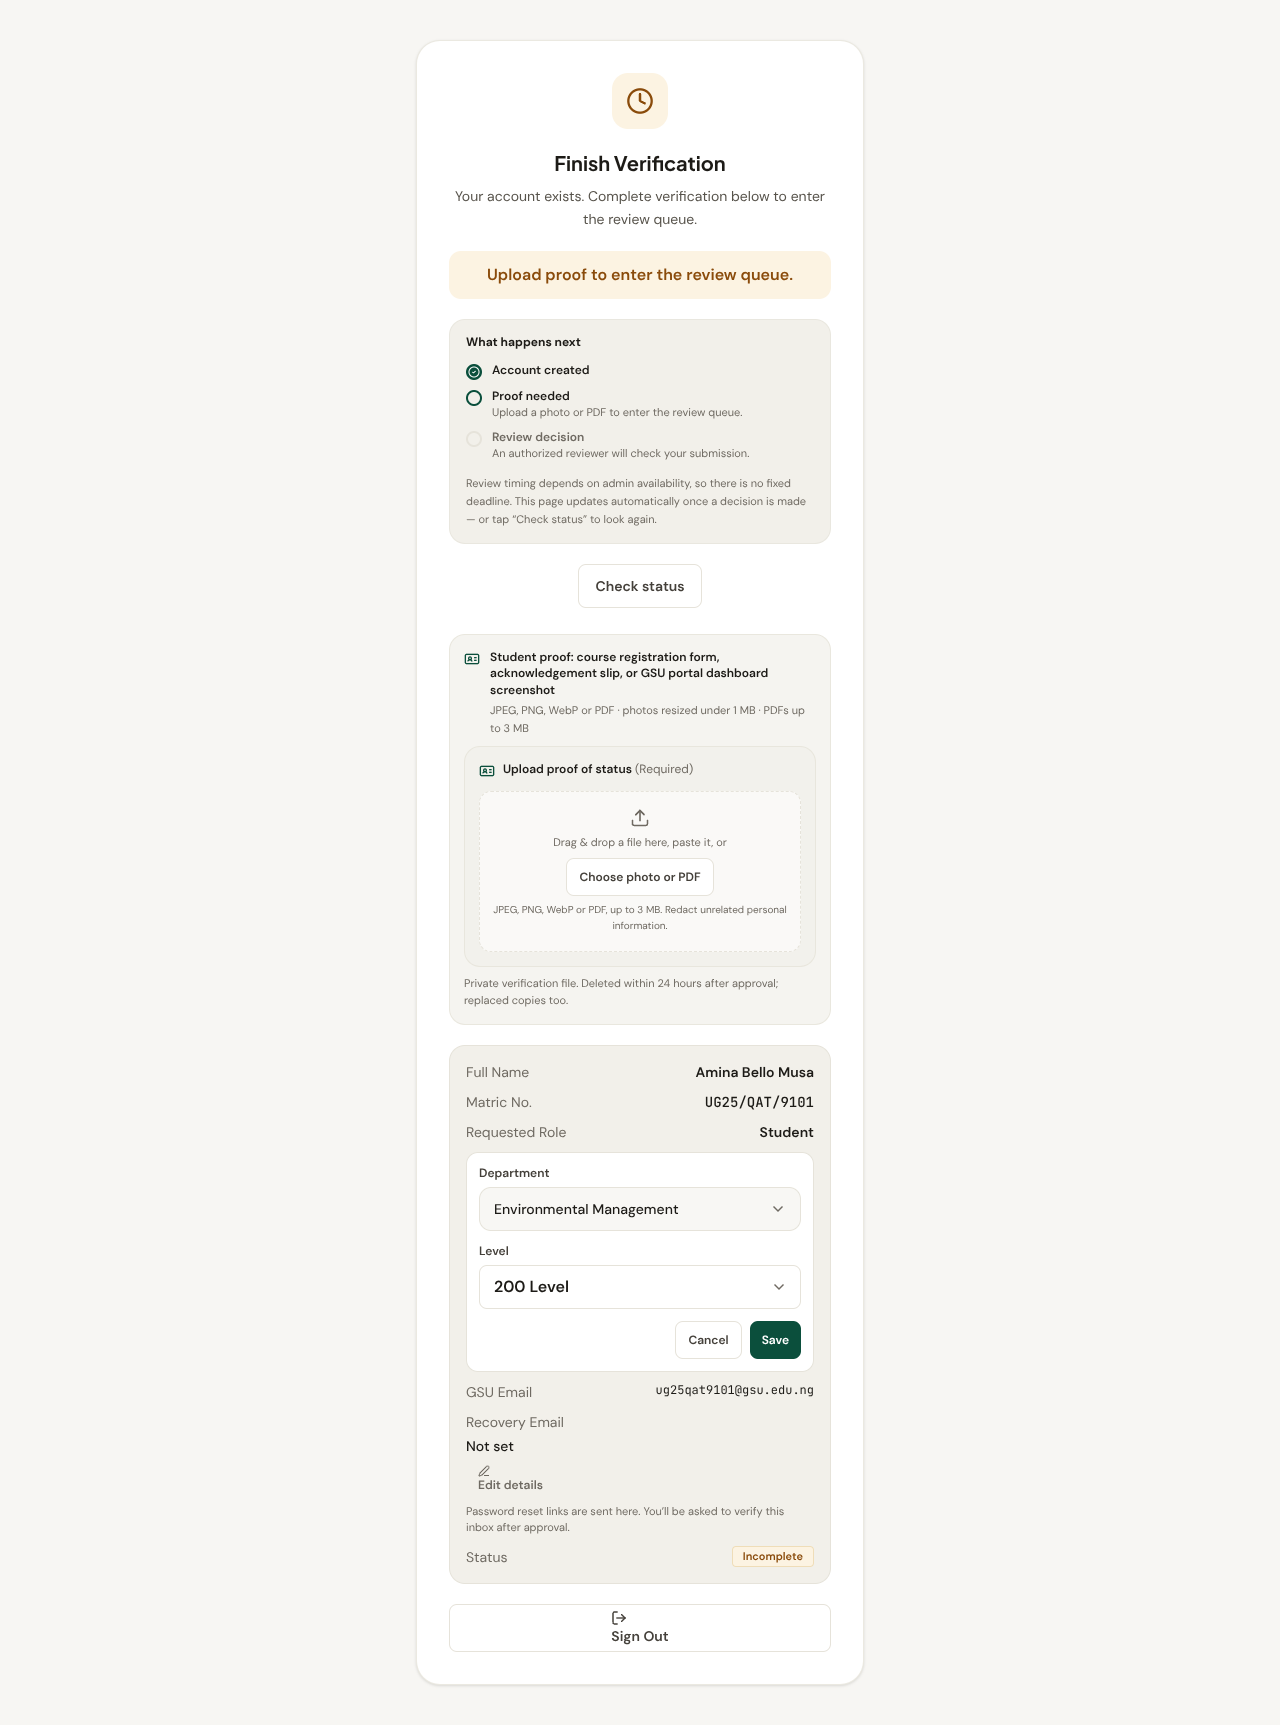 Finish Verification
Your account exists. Complete verification below to enter
the review queue.
Upload proof to enter the review queue.
What happens next
Account created
Proof needed
Upload a photo or PDF to enter the review queue.
Review decision
An authorized reviewer will check your submission.
Review timing depends on admin availability, so there is no fixed
deadline. This page updates automatically once a decision is made
— or tap “Check status” to look again.
Check status
Student proof: course registration form,
acknowledgement slip, or GSU portal dashboard
screenshot
JPEG, PNG, WebP or PDF · photos resized under 1 MB · PDFs up
to 3 MB
Upload proof of status (Required)
Drag & drop a file here, paste it, or
Choose photo or PDF
JPEG, PNG, WebP or PDF, up to 3 MB. Redact unrelated personal
information.
Private verification file. Deleted within 24 hours after approval;
replaced copies too.
Full Name Amina Bello Musa
Matric No. UG25/QAT/9101
Requested Role Student
Department
Environmental Management
Level
200 Level
Cancel Save
GSU Email ug25qat9101@gsu.edu.ng
Recovery Email
Not set
Edit details
Password reset links are sent here. You’ll be asked to verify this
inbox after approval.
Status Incomplete
Sign Out